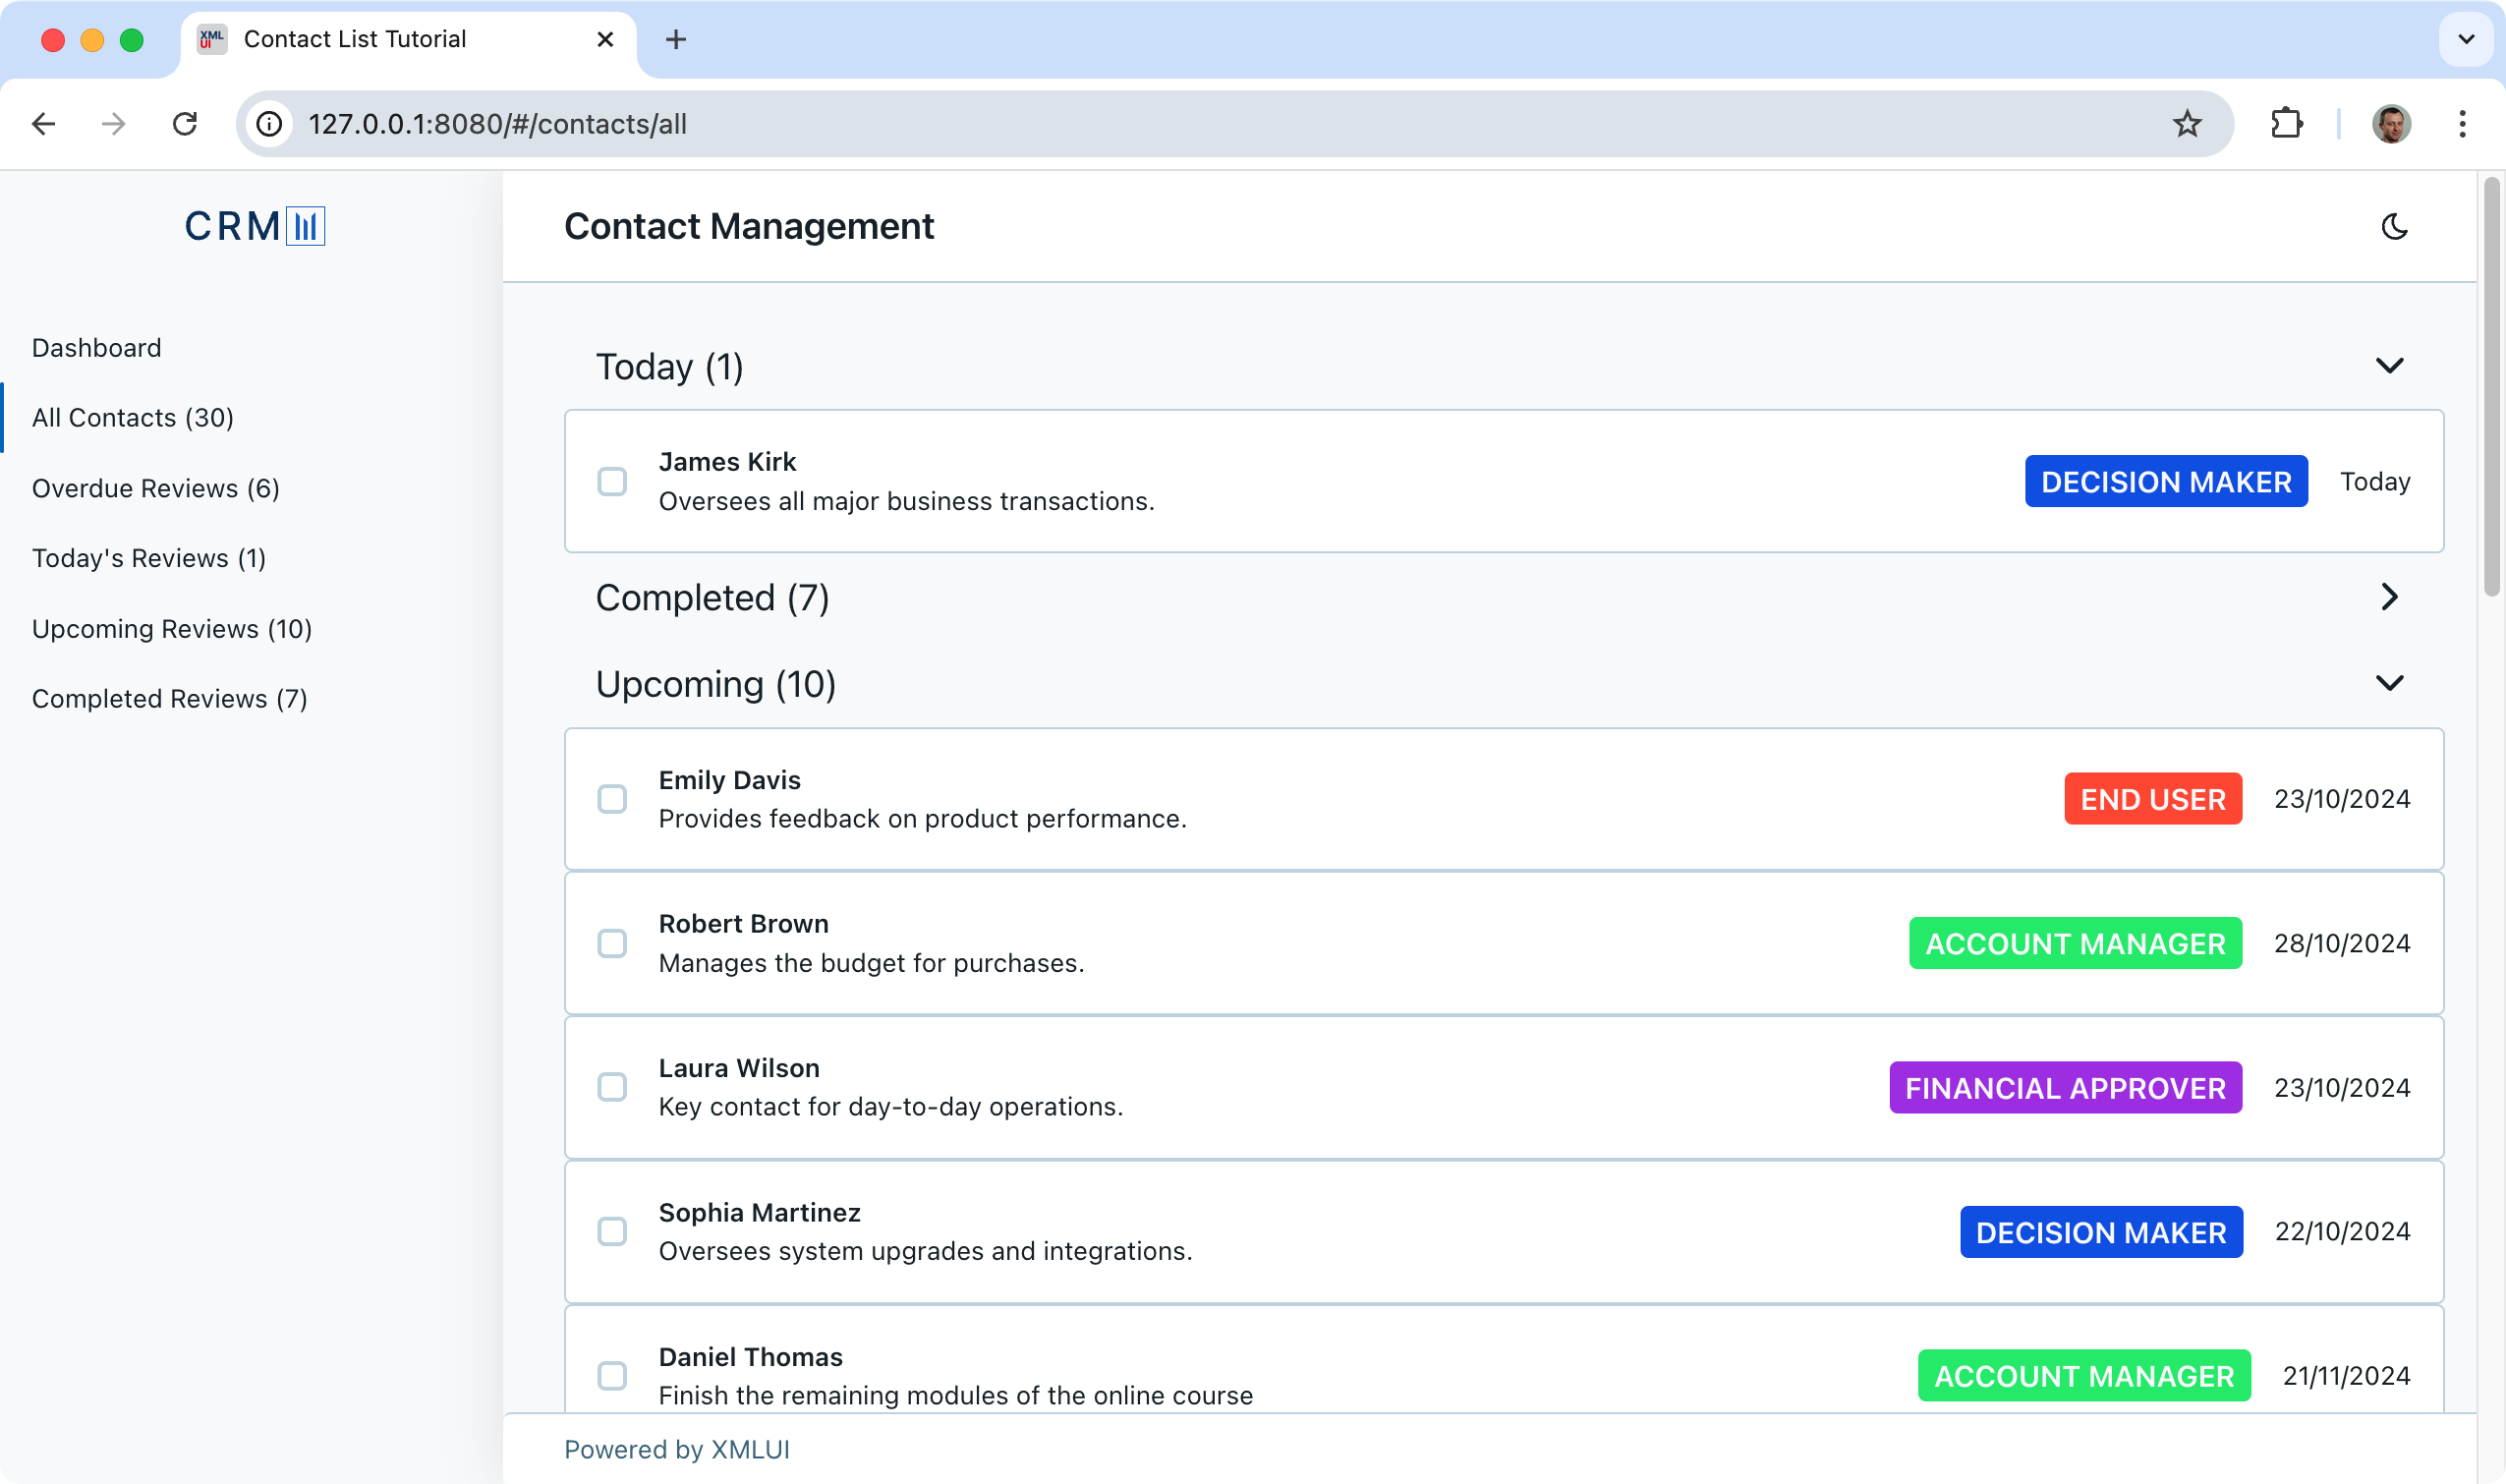 XML
UI
Contact List Tutorial
127.0.0.1:8080/#/contacts/all
CRM
Contact Management
Dashboard
All Contacts (30)
Overdue Reviews (6)
Today's Reviews (1)
Upcoming Reviews (10)
Completed Reviews (7)
Today (1)
James Kirk
Oversees all major business transactions.
DECISION MAKER
Today
Completed (7)
Upcoming (10)
Emily Davis
Provides feedback on product performance.
END USER
23/10/2024
Robert Brown
Manages the budget for purchases.
ACCOUNT MANAGER
28/10/2024
Laura Wilson
Key contact for day-to-day operations.
FINANCIAL APPROVER
23/10/2024
Sophia Martinez
Oversees system upgrades and integrations.
DECISION MAKER
22/10/2024
Daniel Thomas
Finish the remaining modules of the online course
ACCOUNT MANAGER
21/11/2024
Powered by XMLUI